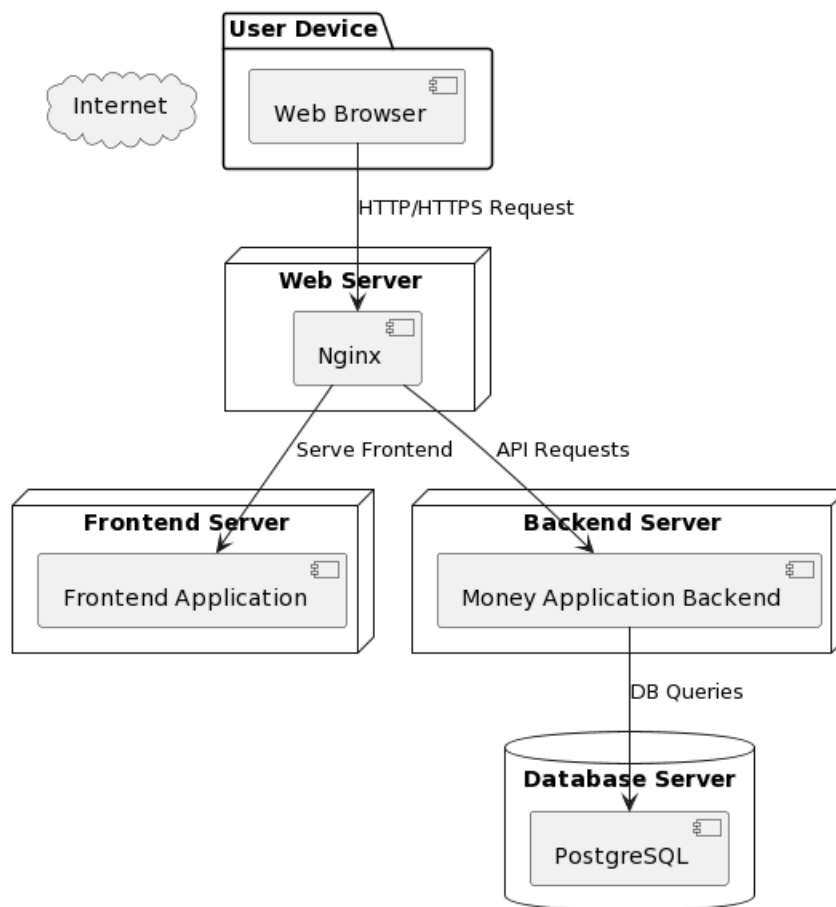 User Device
Internet
Web Browser
HTTP/HTTPS Request
Web Server
Nginx
Serve Frontend
API Requests
Frontend Server
Backend Server
Frontend Application
Money Application Backend
DB Queries
Database Server
PostgreSQL